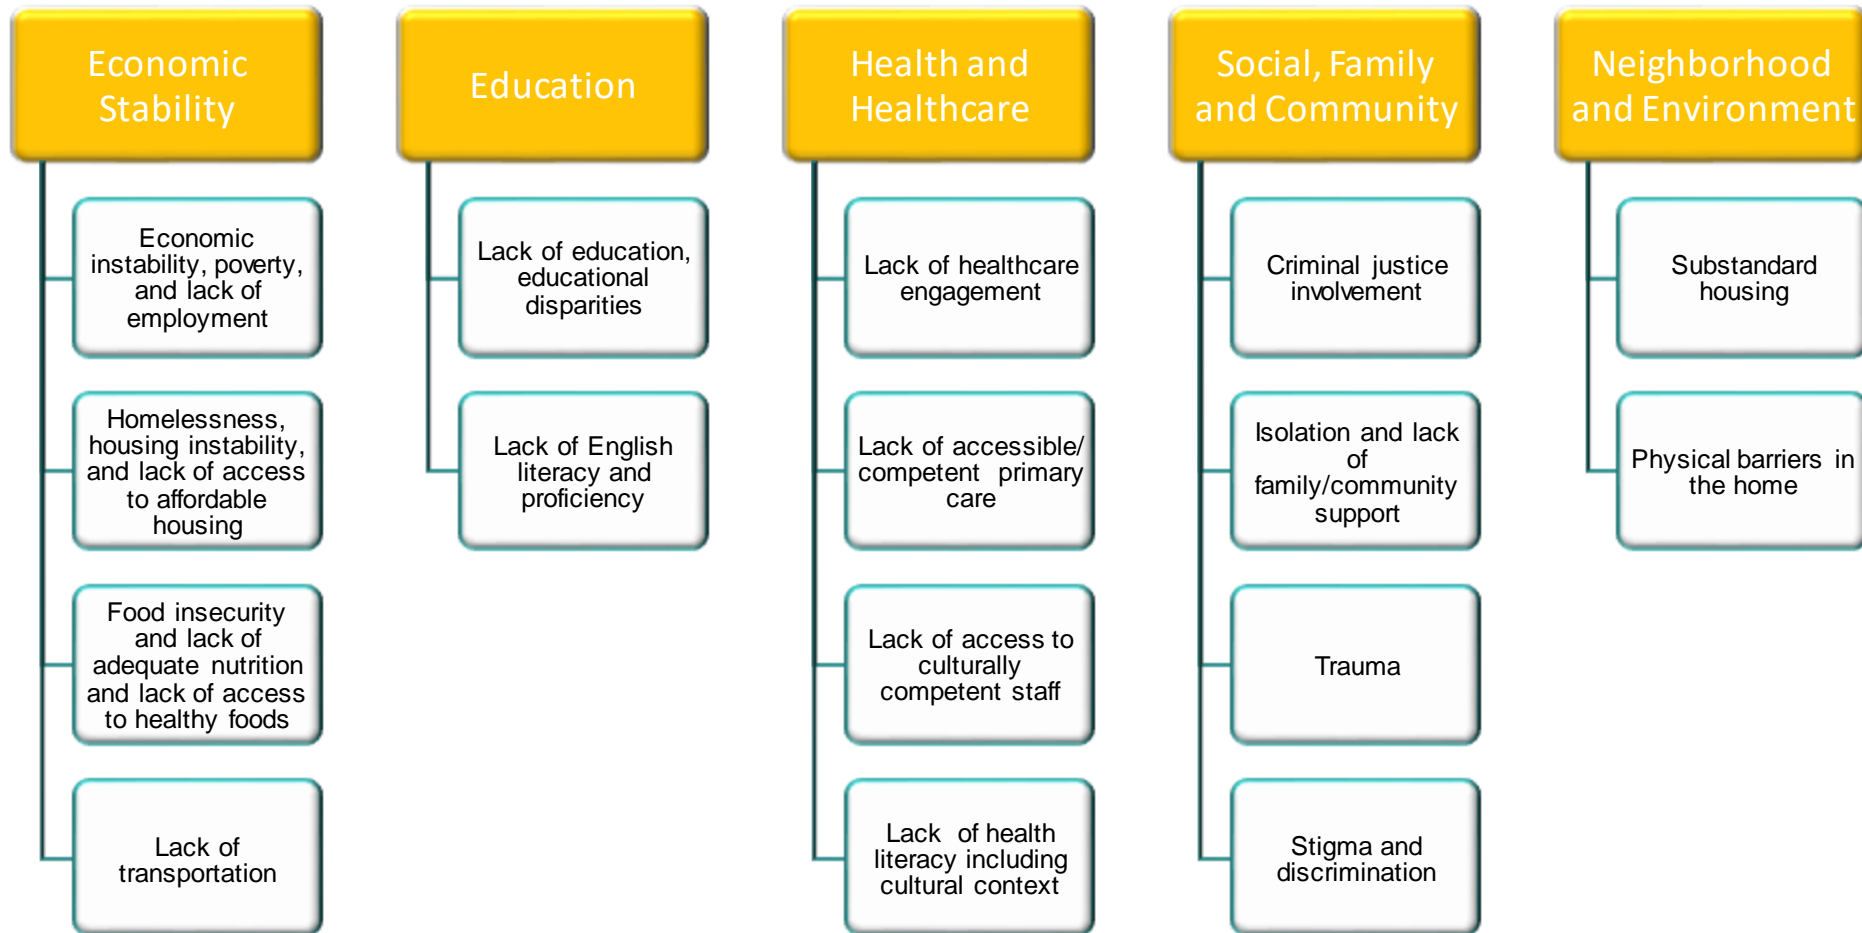 Economic
Stability
Economic
instability, poverty,
and lack of
employment
Homelessness,
housing instability,
and lack of access
to affordable
housing
Food insecurity
and lack of
adequate nutrition
and lack of access
to healthy foods
Lack of
transportation
Education
Lack of education,
educational
disparities
Lack of English
literacy and
proficiency
Health and
Healthcare
Lack of healthcare
engagement
Lack of accessible/
competent primary
care
Lack of access to
culturally
competent staff
Lack of health
literacy including
cultural context
Social, Family
and Community
Criminal justice
involvement
Isolation and lack
of
family/community
support
Trauma
Stigma and
discrimination
Neighborhood
and Environment
Substandard
housing
Physical barriers in
the home